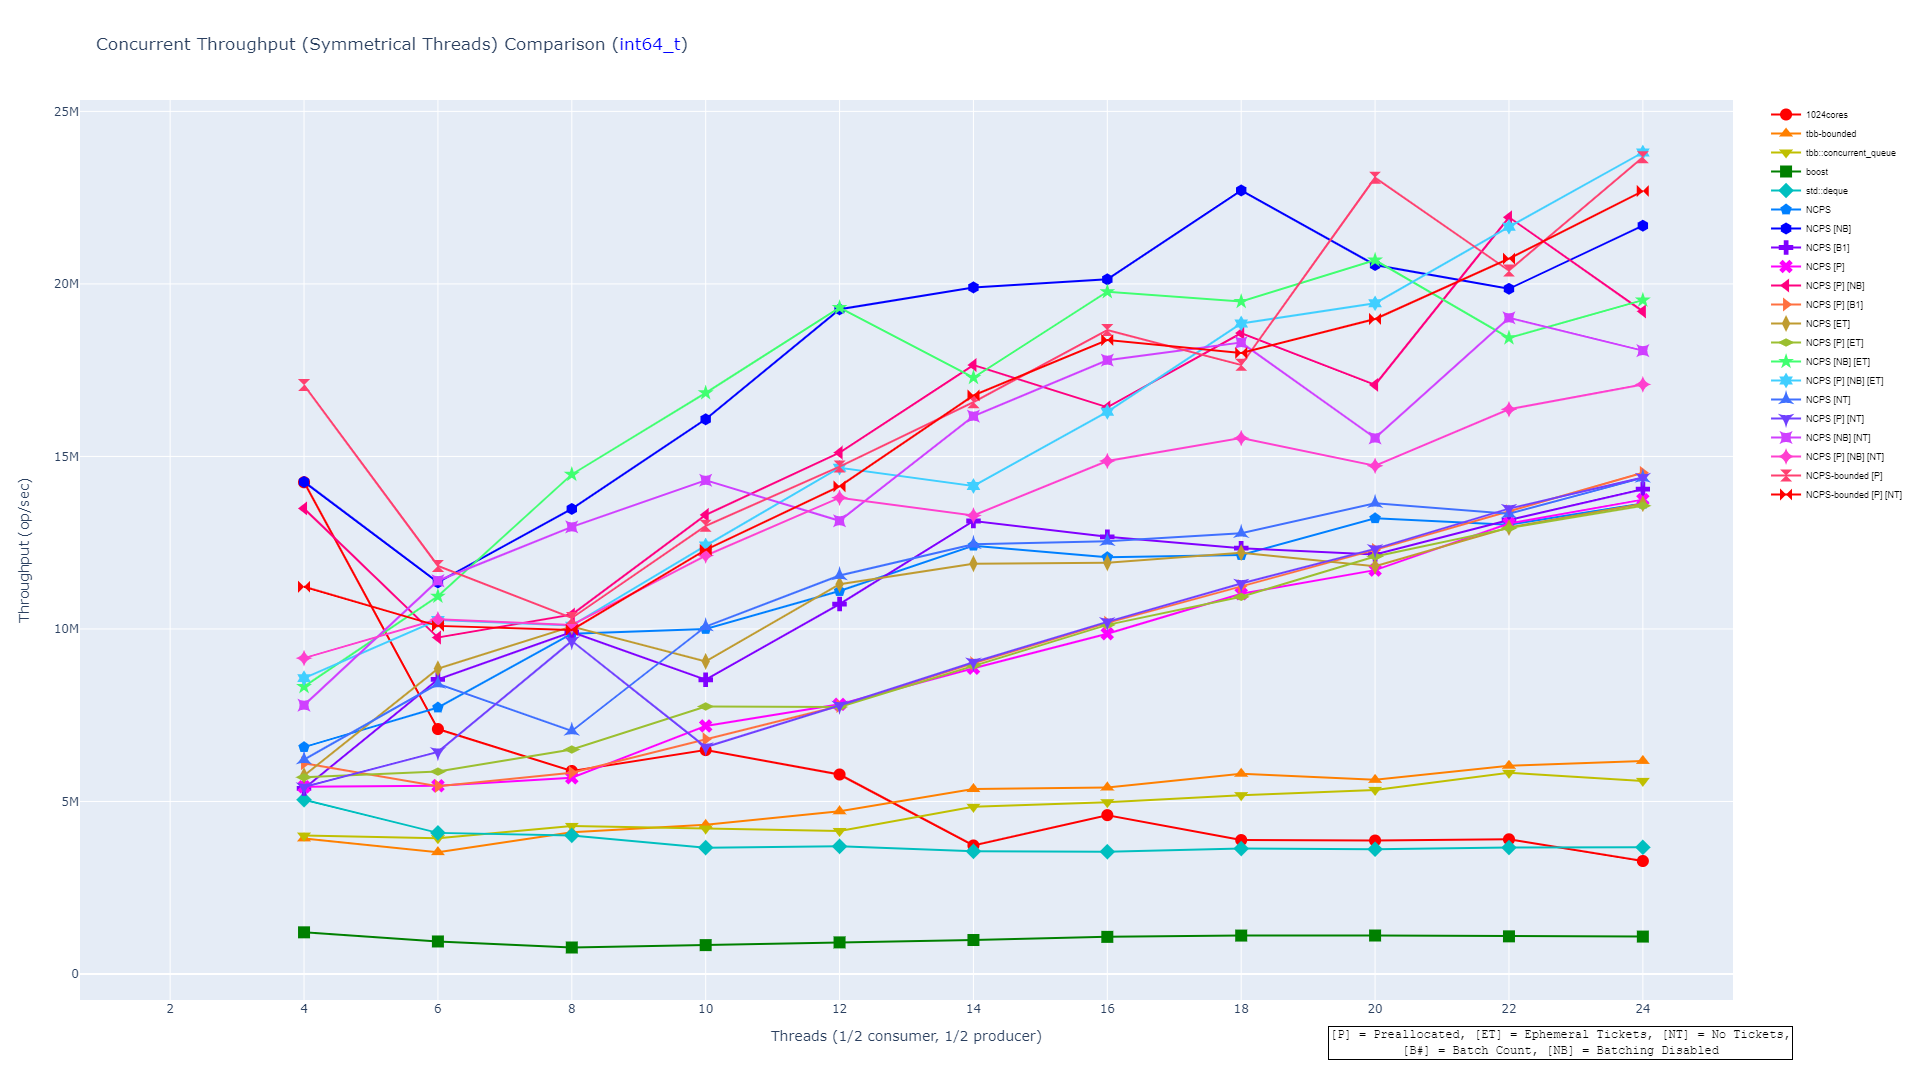 Concurrent Throughput (Symmetrical Threads) Comparison (int64_t)
25M
20M
15M
10M
5M
0
Throughput (op/sec)
2 4 6 8 10 12 14 16 18 20 22 24
Threads (1/2 consumer, 1/2 producer)
1024cores
tbb-bounded
tbb::concurrent_queue
boost
std::deque
NCPS
NCPS [NB]
NCPS [B1]
NCPS [P]
NCPS [P] [NB]
NCPS [P] [B1]
NCPS [ET]
NCPS [P] [ET]
NCPS [NB] [ET]
NCPS [P] [NB] [ET]
NCPS [NT]
NCPS [P] [NT]
NCPS [NB] [NT]
NCPS [P] [NB] [NT]
NCPS-bounded [P]
NCPS-bounded [P] [NT]
[P] = Preallocated, [ET] = Ephemeral Tickets, [NT] = No Tickets,
[B#] = Batch Count, [NB] = Batching Disabled